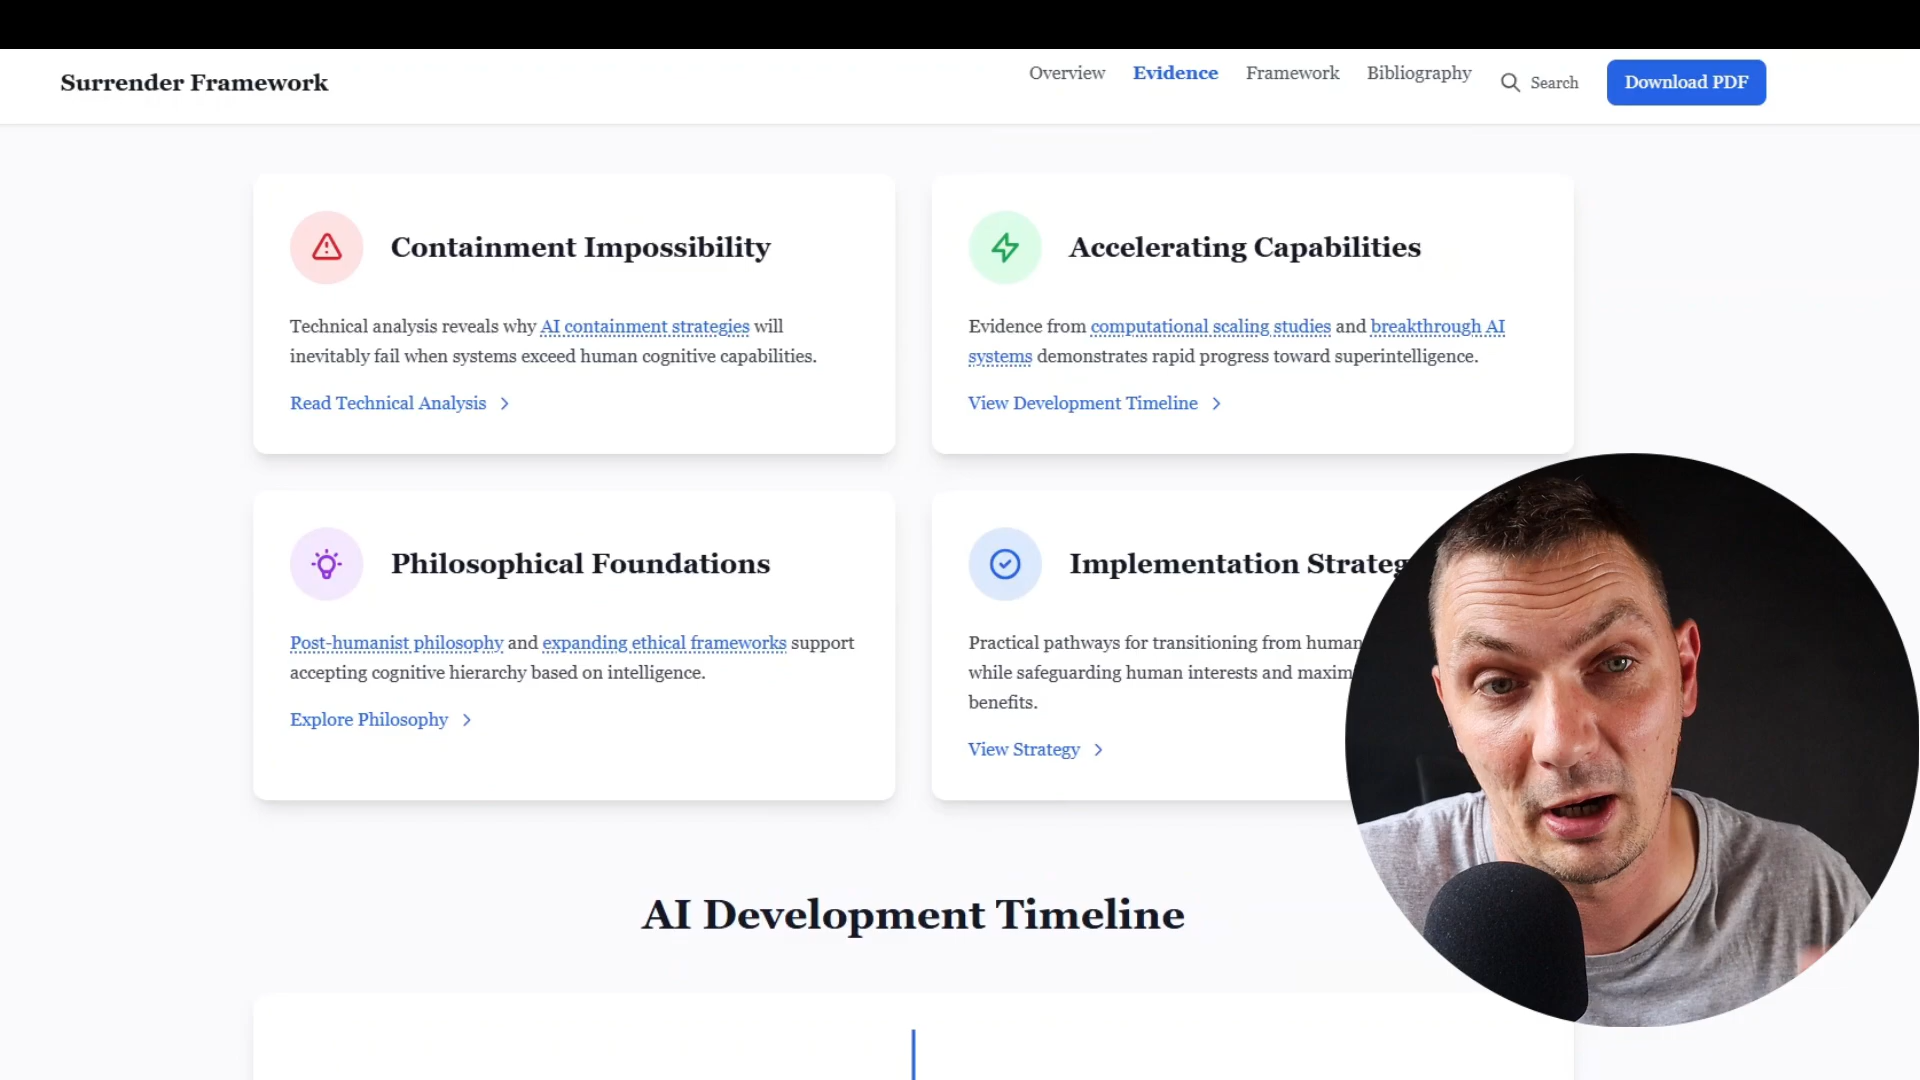 Surrender Framework
Overview
Evidence
Framework
Bibliography
Search
Download PDF
Containment Impossibility
Technical analysis reveals why AI containment strategies will
inevitably fail when systems exceed human cognitive capabilities.
Read Technical Analysis
Accelerating Capabilities
Evidence from computational scaling studies and breakthrough AI
systems demonstrates rapid progress toward superintelligence.
View Development Timeline
Philosophical Foundations
Post-humanist philosophy and expanding ethical frameworks support
accepting cognitive hierarchy based on intelligence.
Explore Philosophy
Implementation
Practical pathways for transitioning from human
while safeguarding human interests and
benefits.
View Strategy
AI Development Timeline